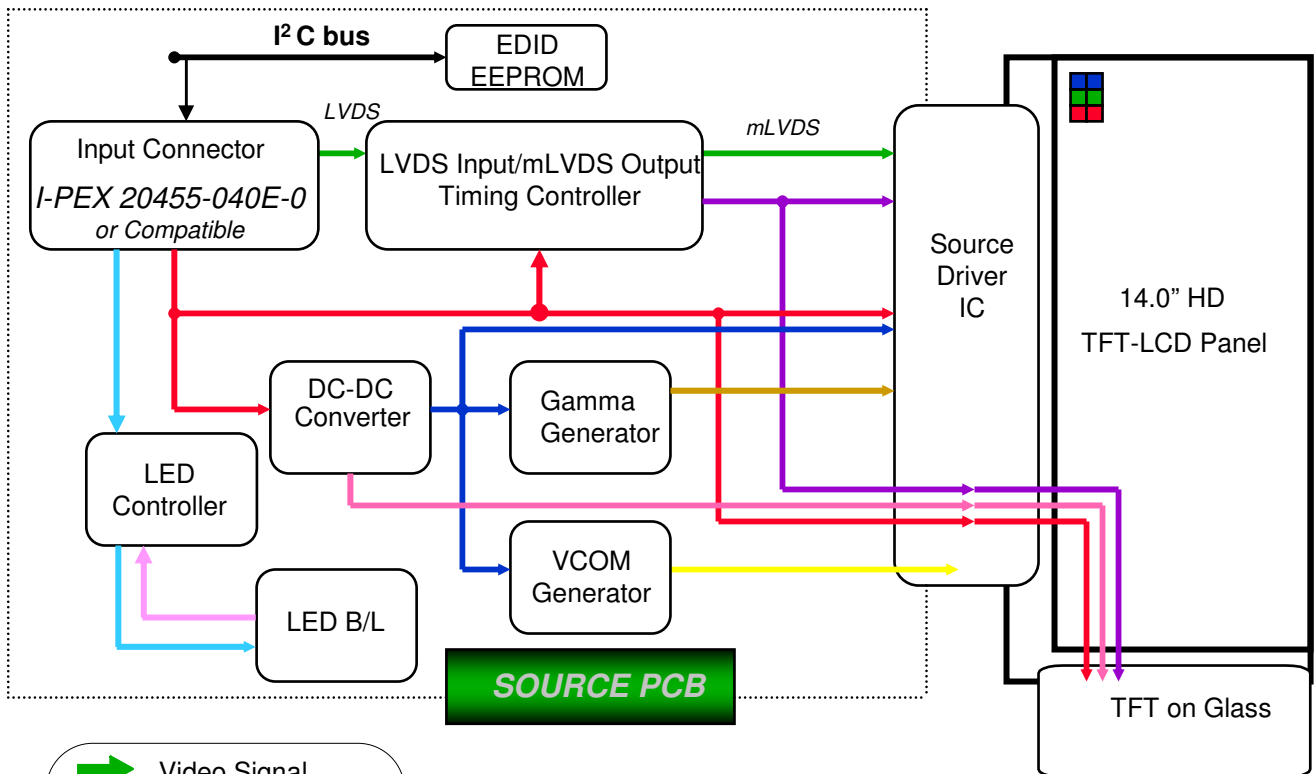 I² C bus
EDID
EEPROM
LVDS
mLVDS
Input Connector
I-PEX 20455-040E-0
or Compatible
LVDS Input/mLVDS Output
Timing Controller
Source
Driver
IC
14.0” HD
TFT-LCD Panel
DC-DC
Converter
Gamma
Generator
LED
Controller
VCOM
Generator
LED B/L
SOURCE PCB
TFT on Glass
Video Signal